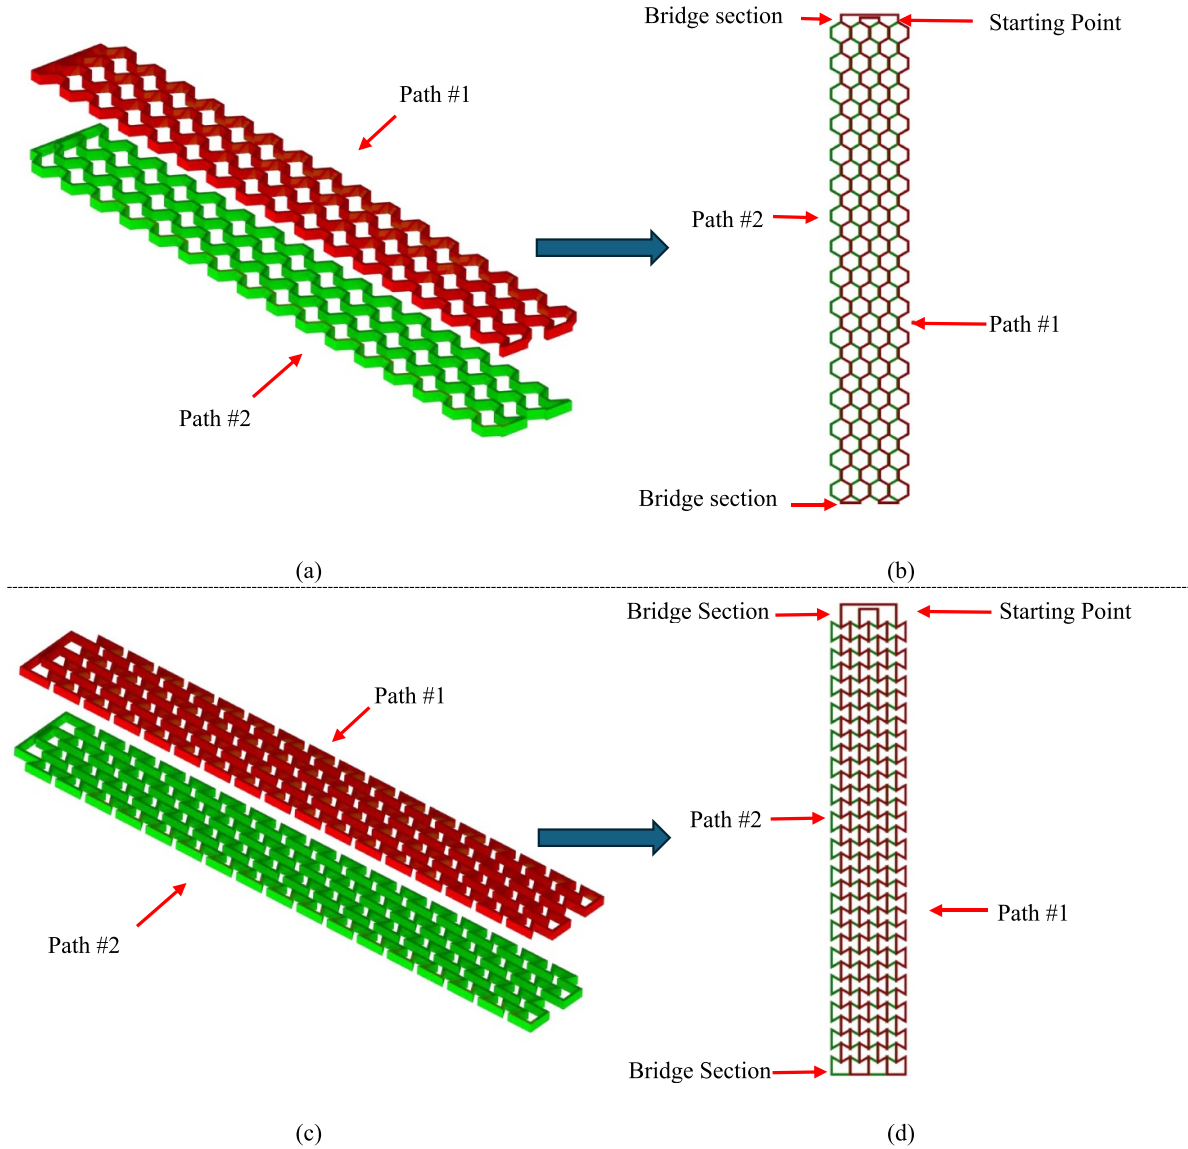 Bridge section
Starting Point
Path #1
Path #2
Path #1
Path #2
Bridge section
(a)
(b)
Bridge Section
Starting Point
Path #1
Path #2
Path #1
Path #2
Bridge Section
(c)
(d)